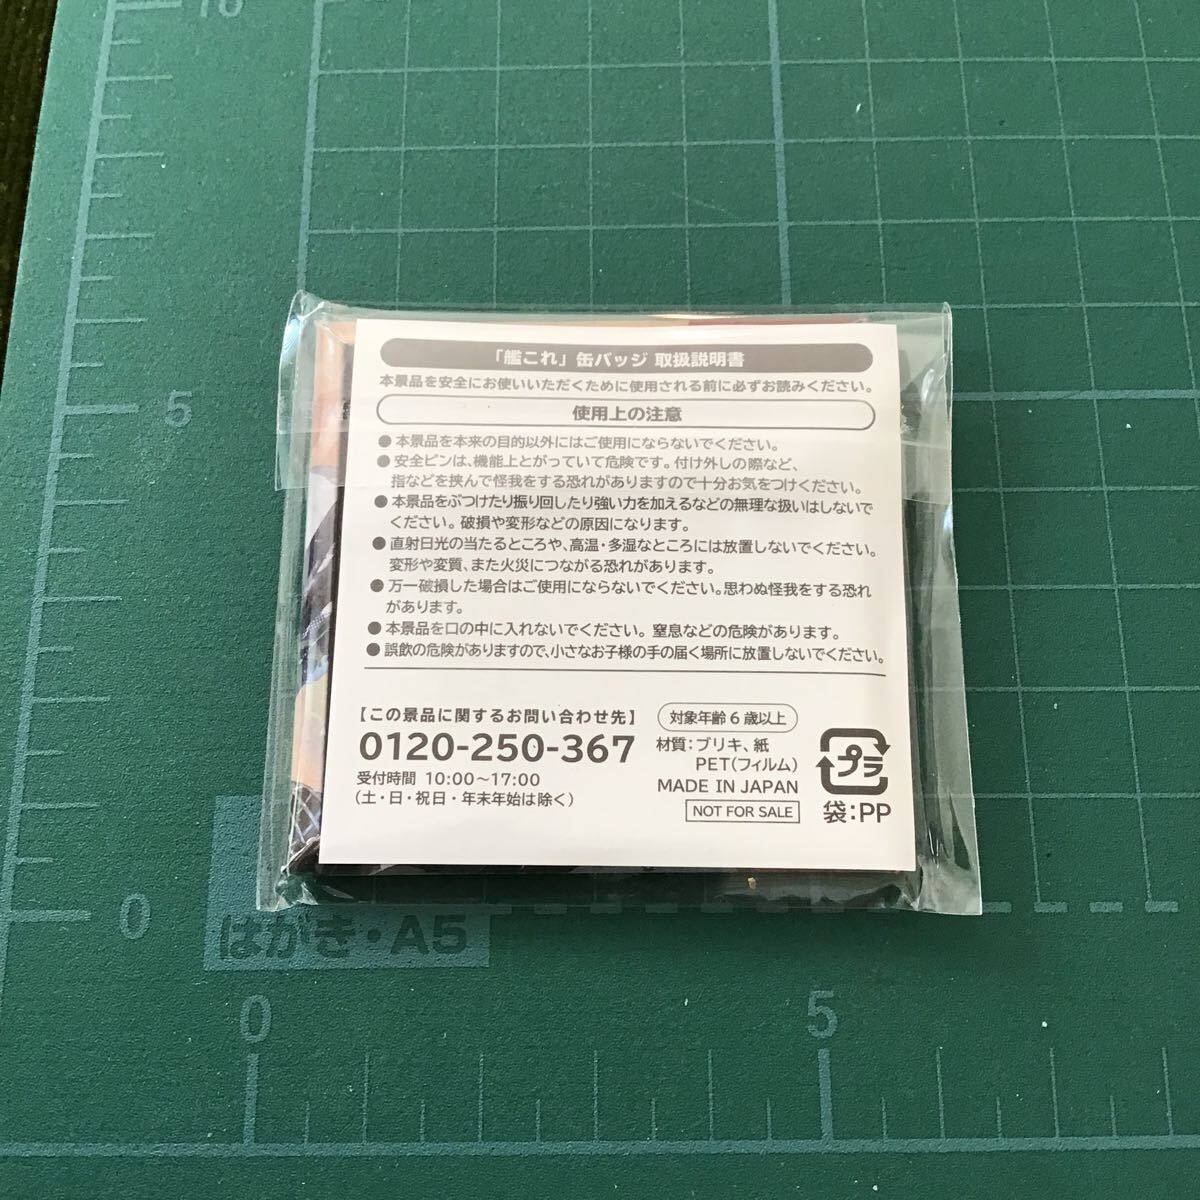 10
「艦これ」缶バッジ 取扱説明書
本景品を安全にお使いいただくために使用される前に必ずお読みください。
使用上の注意
●本景品を本来の目的以外にはご使用にならないでください。
●安全ピンは、機能上とがっていて危険です。付け外しの際など、
指などを挟んで怪我をする恐れがありますので十分お気をつけください。
●本景品をぶつけたり振り回したり強い力を加えるなどの無理な扱いはしないで
ください。破損や変形などの原因になります。
●直射日光の当たるところや、高温・多湿なところには放置しないでください。
変形や変質、また火災につながる恐れがあります。
●万一破損した場合はご使用にならないでください。思わぬ怪我をする恐れ
があります。
●本景品を口の中に入れないでください。窒息などの危険があります。
●誤飲の危険がありますので、小さなお子様の手の届く場所に放置しないでください。
【この景品に関するお問い合わせ先】
0120-250-367
受付時間 10:00～17:00
(土・日・祝日・年末年始は除く)
対象年齢 6 歳以上
材質：ブリキ、紙
PET(フィルム)
MADE IN JAPAN
NOT FOR SALE
プラ
袋：PP
5
0
はがき・A5
0
5